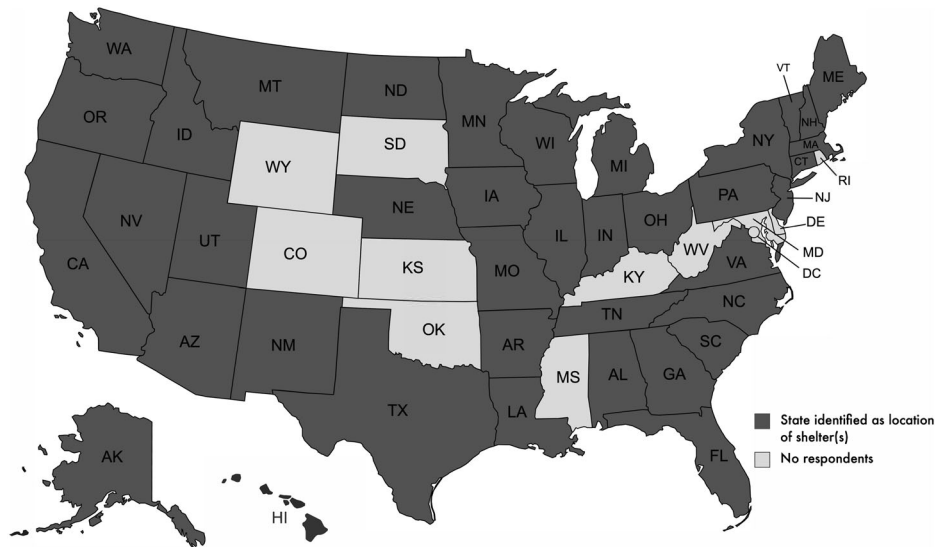 WA
MT
ND
MN
VT
ME
OR
ID
SD
WI
MI
NY
NH
MA
CT
RI
WY
NE
IA
PA
NJ
NV
UT
CO
KS
MO
IL
IN
OH
WV
VA
DE
MD
DC
CA
KY
AZ
NM
OK
AR
TN
NC
SC
TX
LA
MS
AL
GA
FL
AK
HI
State identified as location
of shelter(s)
No respondents